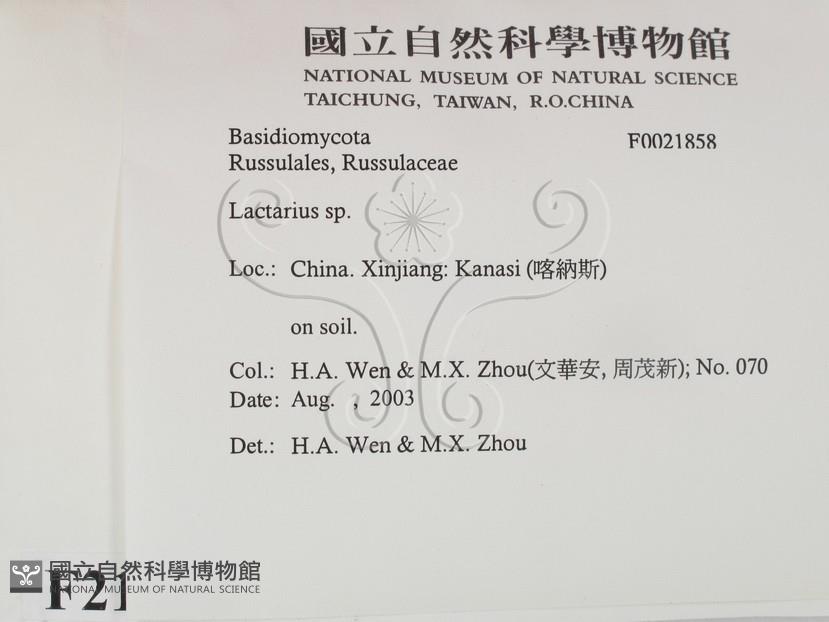 國立自然科學博物館
NATIONAL MUSEUM OF NATURAL SCIENCE
TAICHUNG, TAIWAN, R.O.CHINA
Basidiomycota F0021858
Russulales, Russulaceae
Lactarius sp.
Loc.: China. Xinjiang: Kanasi (喀納斯)
on soil.
Col.: H.A. Wen & M.X. Zhou(文華安, 周茂新); No. 070
Date: Aug. , 2003
Det.: H.A. Wen & M.X. Zhou
國立自然科學博物館
NATIONAL MUSEUM OF NATURAL SCIENCE